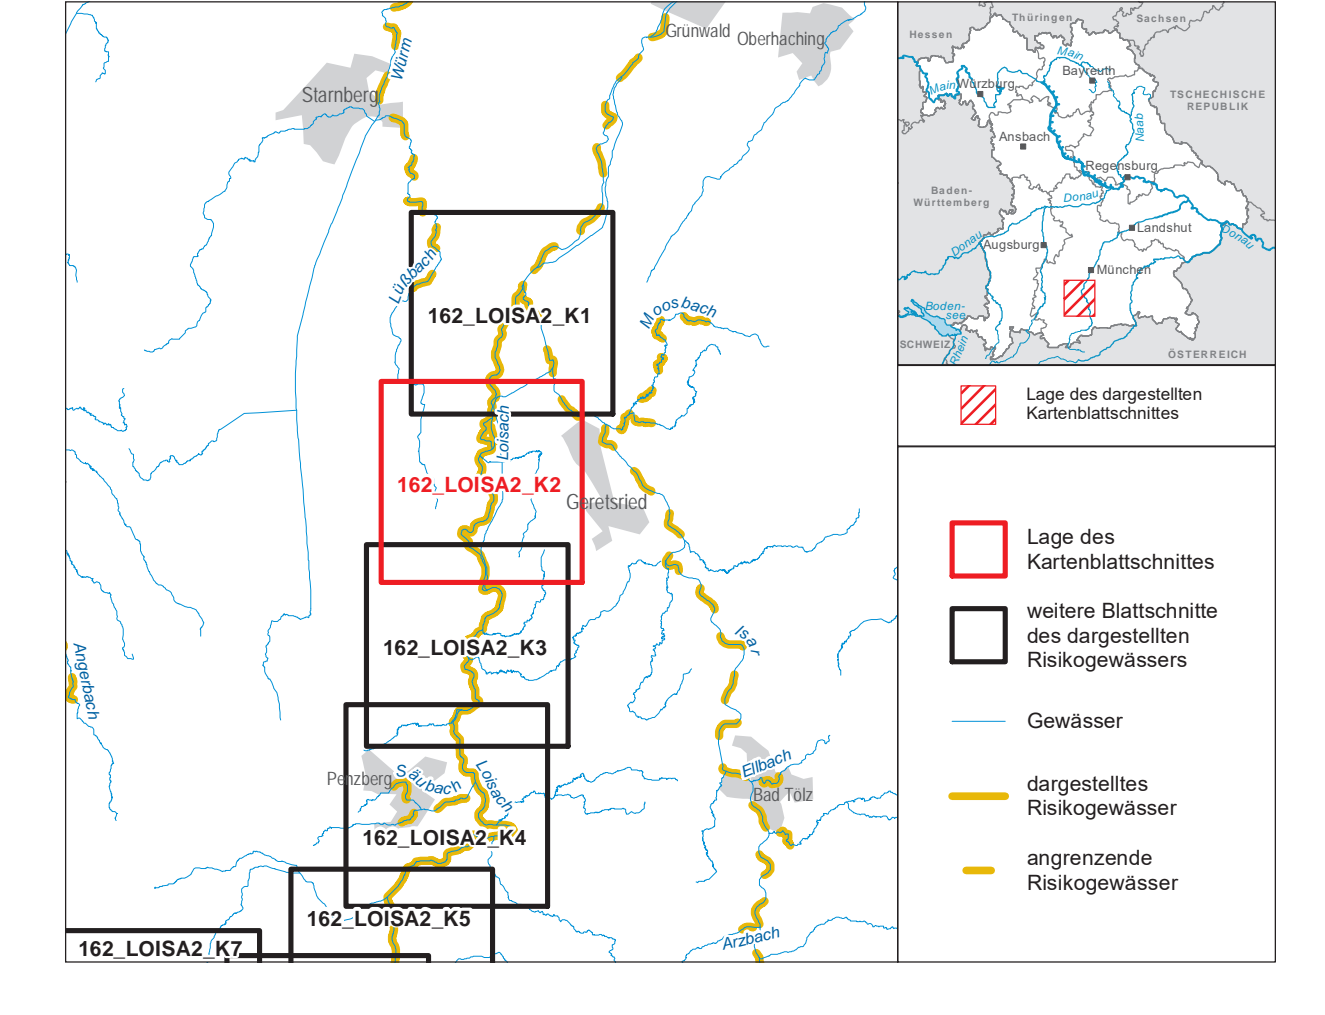 Grünwald
Oberhaching
Würm
Starnberg
Lüßbach
162_LOISA2_K1
Moosbach
Loisach
162_LOISA2_K2
Geretsried
162_LOISA2_K3
Isar
Angerbach
Penzberg
Säubach
Loisach
Ellbach
Bad Tölz
162_LOISA2_K4
162_LOISA2_K5
Arzbach
162_LOISA2_K7
Thüringen
Sachsen
Hessen
Main
Bayreuth
Main
Würzburg
TSCHECHISCHE
REPUBLIK
Naab
Ansbach
Regensburg
Baden-
Württemberg
Donau
Donau
Augsburg
Landshut
Donau
München
Boden-
see
SCHWEIZ
Rhein
ÖSTERREICH
Lage des dargestellten
Kartenblattschnittes
Lage des
Kartenblattschnittes
weitere Blattschnitte
des dargestellten
Risikogewässers
Gewässer
dargestelltes
Risikogewässer
angrenzende
Risikogewässer